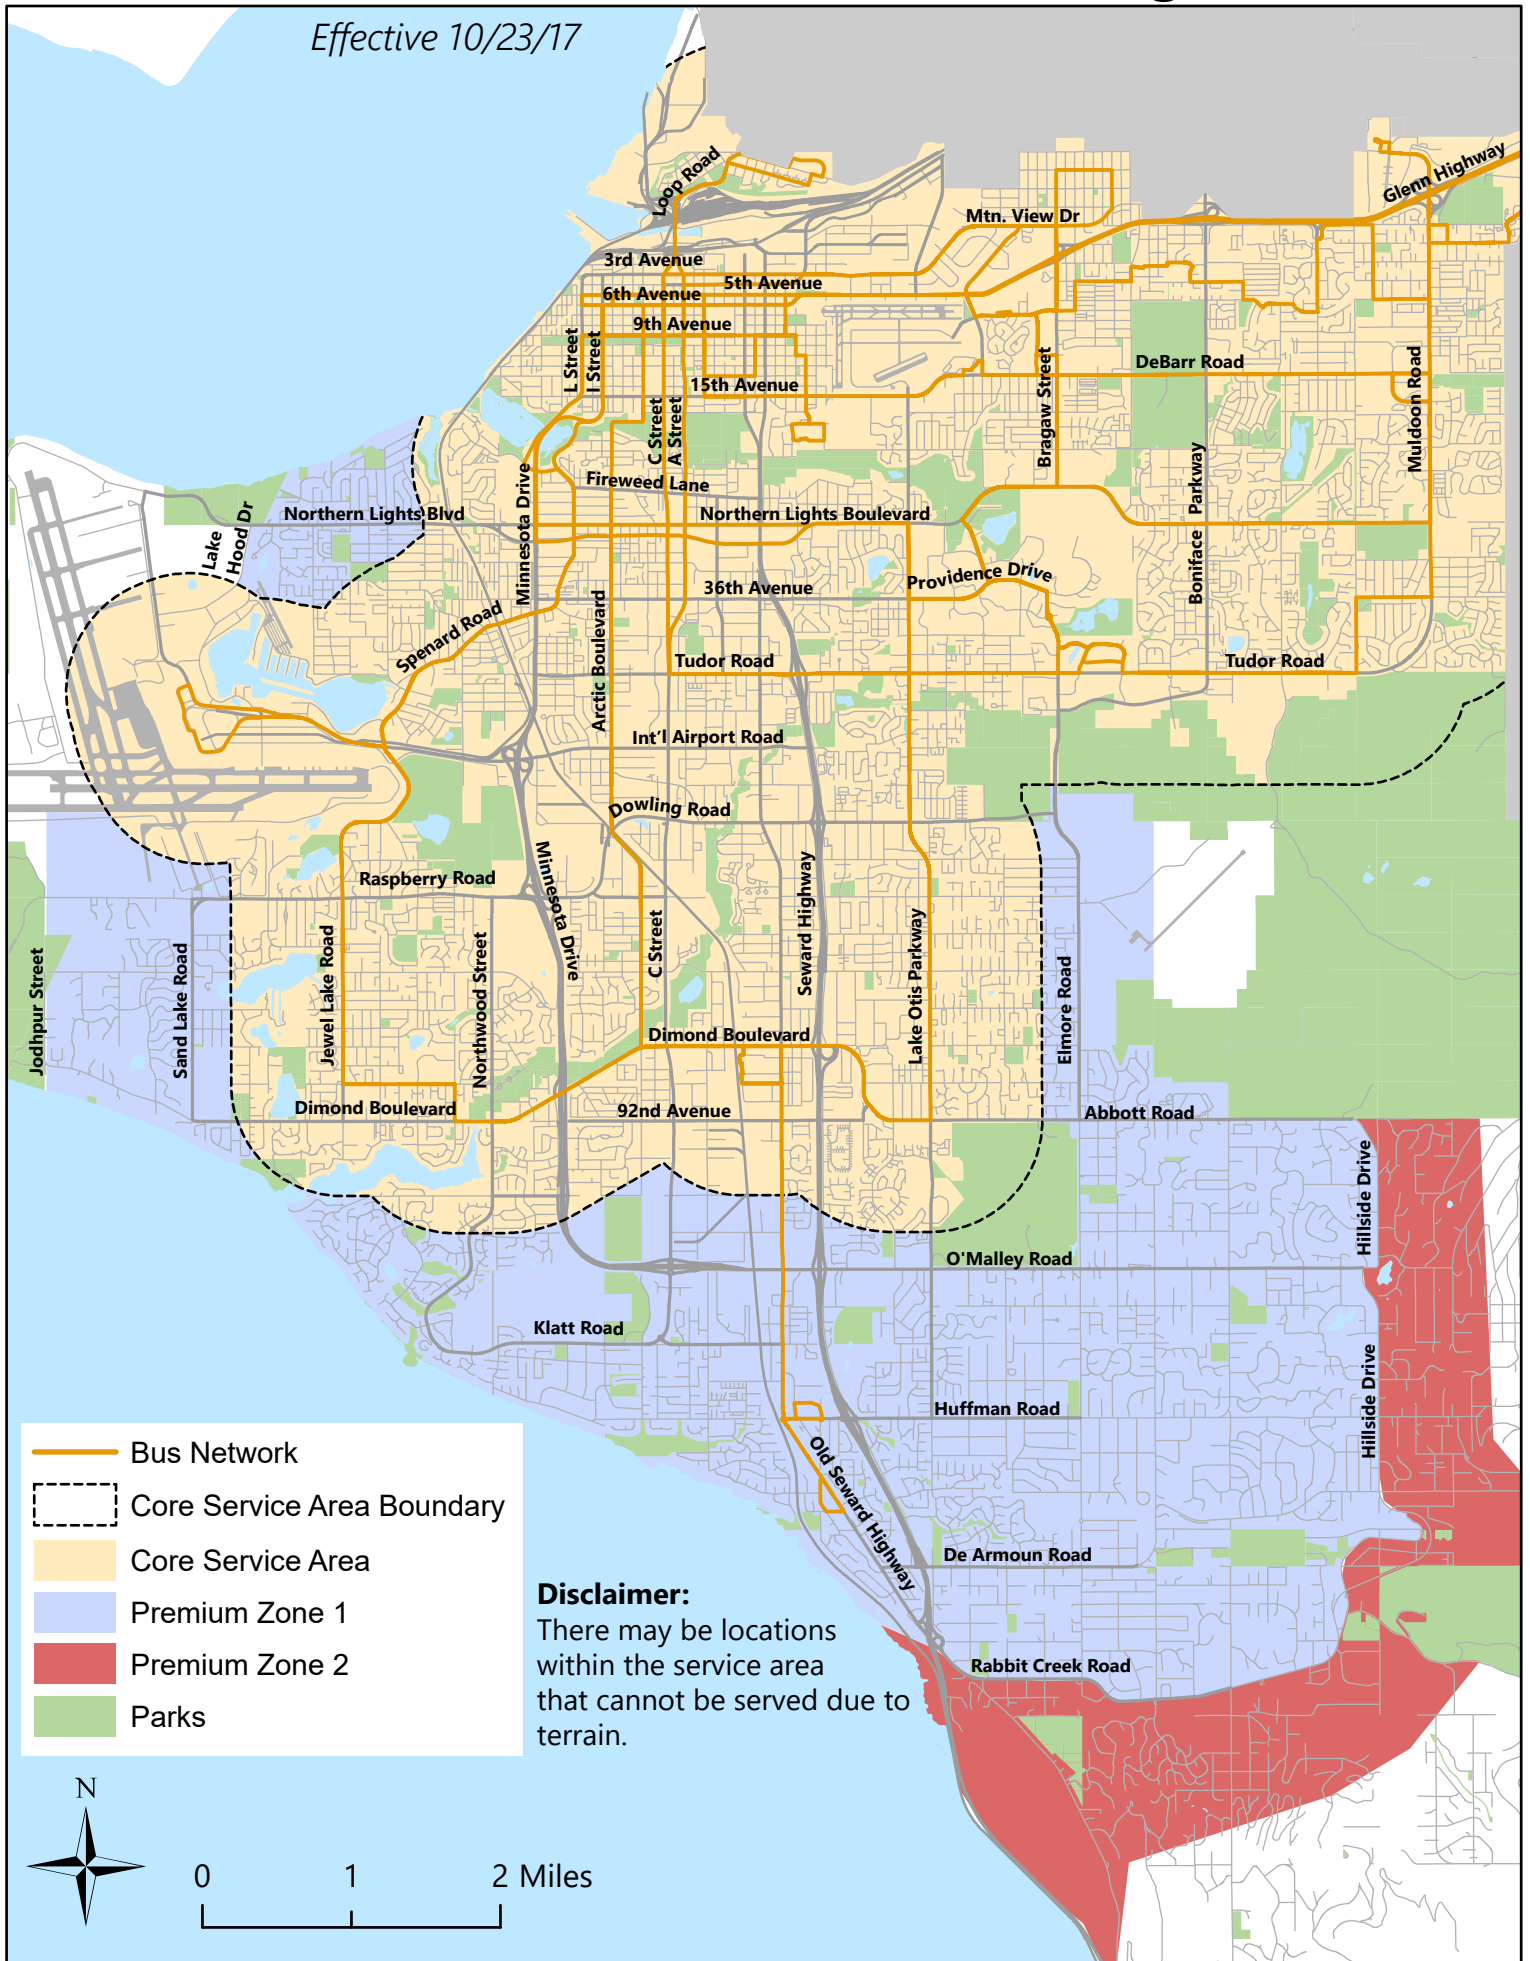 Effective 10/23/17
Loop Road
Glenn Highway
Mtn. View Dr
3rd Avenue
5th Avenue
6th Avenue
9th Avenue
L Street
I Street
15th Avenue
DeBarr Road
Bragaw Street
Muldoon Road
C Street
A Street
Boniface Parkway
Fireweed Lane
Minnesota Drive
Northern Lights Blvd
Northern Lights Boulevard
Lake
Hood Dr
Providence Drive
36th Avenue
Spenard Road
Arctic Boulevard
Tudor Road
Tudor Road
Int'l Airport Road
Dowling Road
Minnesota Drive
Raspberry Road
Seward Highway
C Street
Lake Otis Parkway
Jodhpur Street
Sand Lake Road
Jewel Lake Road
Northwood Street
Elmore Road
Dimond Boulevard
Dimond Boulevard
92nd Avenue
Abbott Road
Hillside Drive
O'Malley Road
Klatt Road
Hillside Drive
Huffman Road
Old Seward Highway
De Armoun Road
Rabbit Creek Road
Bus Network
Core Service Area Boundary
Core Service Area
Premium Zone 1
Premium Zone 2
Parks
Disclaimer:
There may be locations
within the service area
that cannot be served due to
terrain.
N
0 1 2 Miles